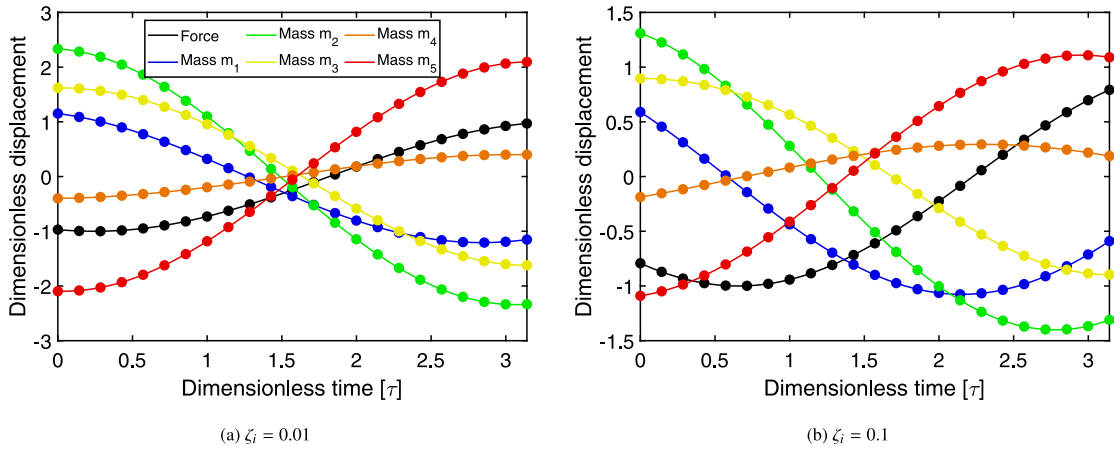 3
2
1
0
-1
-2
-3
Dimensionless displacement
Force
Mass m1
Mass m2
Mass m3
Mass m4
Mass m5
0 0.5 1 1.5 2 2.5 3
Dimensionless time [τ]
(a) ζi = 0.01
1.5
1
0.5
0
-0.5
-1
-1.5
Dimensionless displacement
0 0.5 1 1.5 2 2.5 3
Dimensionless time [τ]
(b) ζi = 0.1